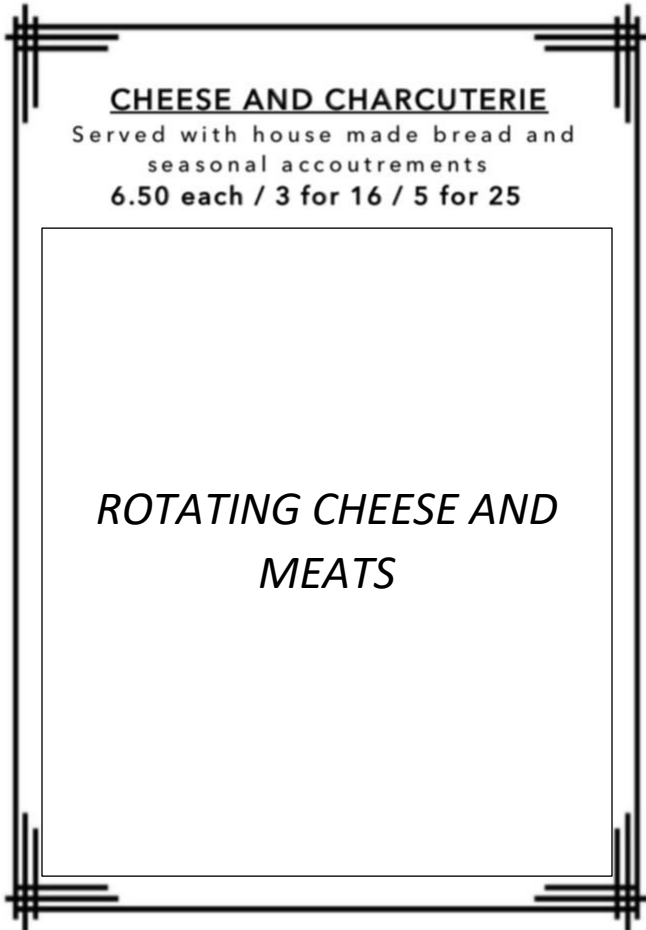 CHEESE AND CHARCUTERIE
Served with house made bread and
seasonal accoutrements
6.50 each / 3 for 16 / 5 for 25
ROTATING CHEESE AND
MEATS